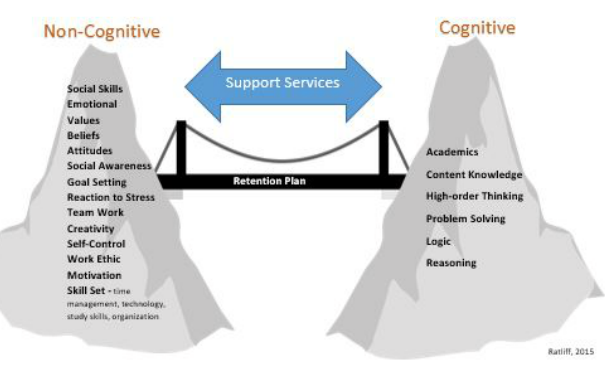 Non-Cognitive
Cognitive
Support Services
Social Skills
Emotional
Values
Beliefs
Attitudes
Social Awareness
Goal Setting
Reaction to Stress
Team Work
Creativity
Self-Control
Work Ethic
Motivation
Skill Set - time
management, technology,
study skills, organization
Retention Plan
Academics
Content Knowledge
High-order Thinking
Problem Solving
Logic
Reasoning
Ratliff, 2015